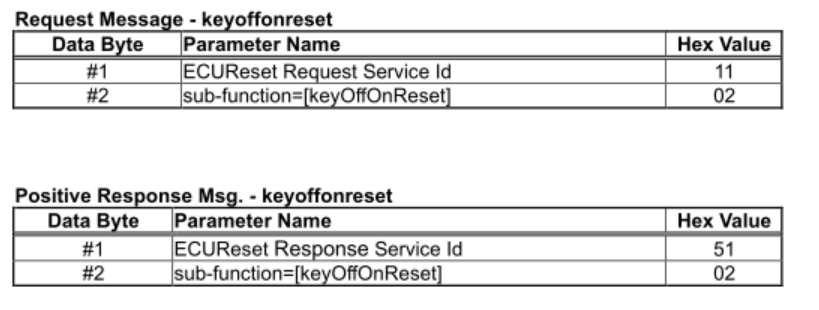 Request Message - keyoffonreset
Data Byte Parameter Name Hex Value
#1 ECUReset Request Service Id 11
#2 sub-function=[keyOffOnReset] 02
Positive Response Msg. - keyoffonreset
Data Byte Parameter Name Hex Value
#1 ECUReset Response Service Id 51
#2 sub-function=[keyOffOnReset] 02